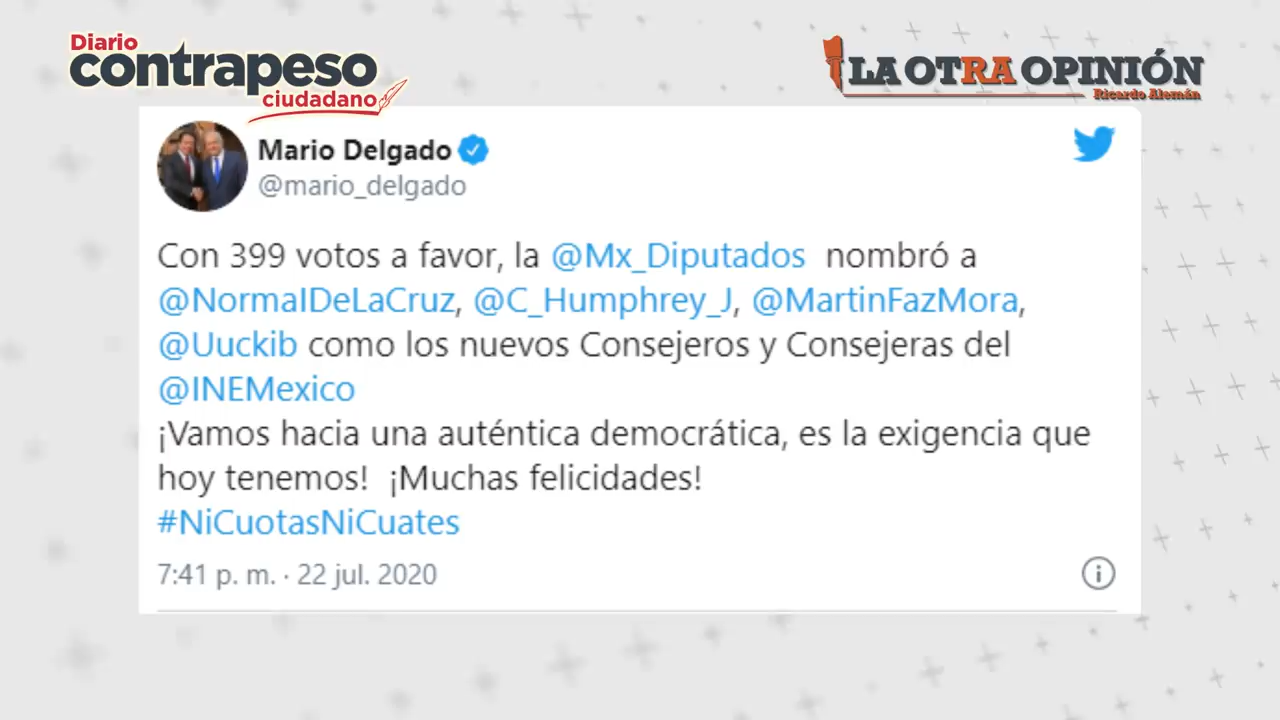 Diario
contrapeso
ciudadano
LA OTRA OPINIÓN
Ricardo Alemán
Mario Delgado
@mario_delgado
Con 399 votos a favor, la @Mx_Diputados nombró a
@NormaIDeLaCruz, @C_Humphrey_J, @MartinFazMora,
@Uuckib como los nuevos Consejeros y Consejeras del
@INEMexico
¡Vamos hacia una auténtica democrática, es la exigencia que
hoy tenemos! ¡Muchas felicidades!
#NiCuotasNiCuates
7:41 p. m. · 22 jul. 2020